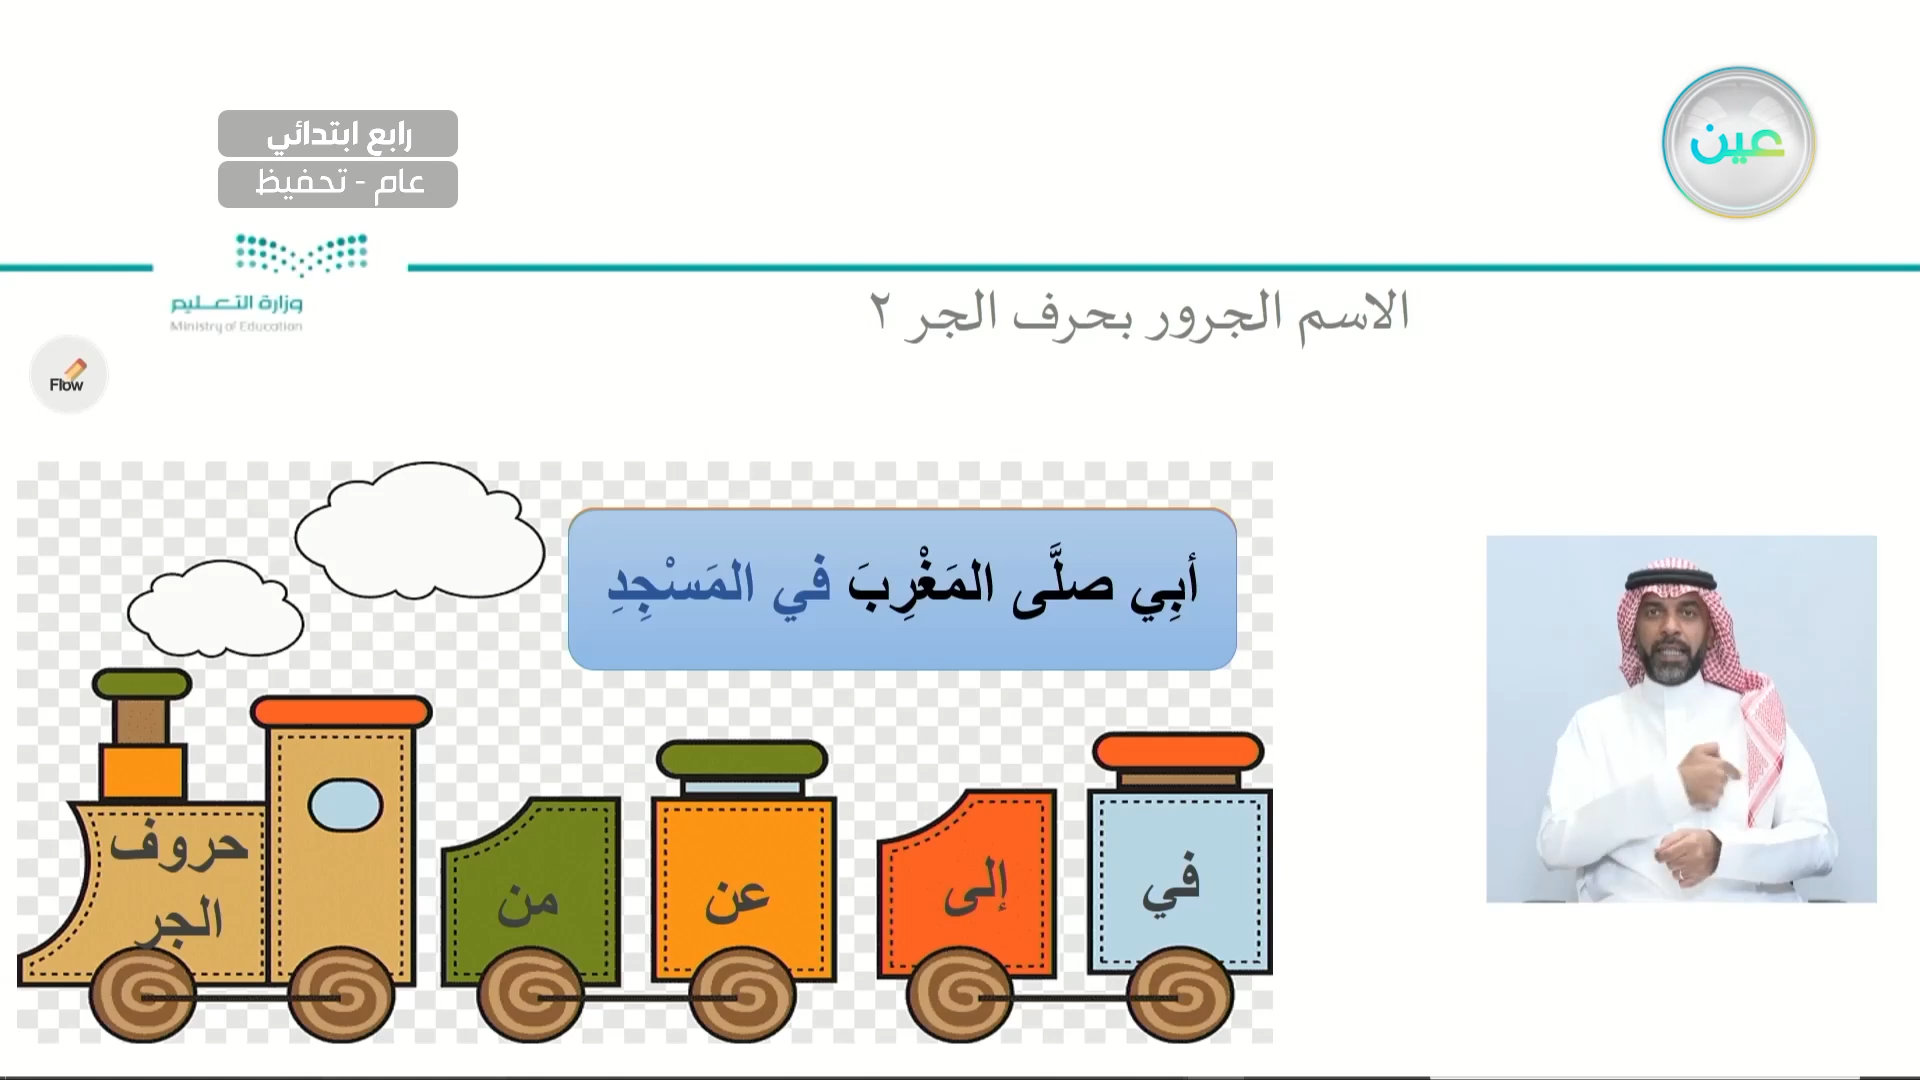 عين
رابع ابتدائي
عام - تحفيظ
وزارة التعليم
Ministry of Education
الاسم الجرور بحرف الجر ٢
Flow
أبِي صلَّى المَغْرِبَ في المَسْجِدِ
في
إلى
عن
من
حروف
الجر